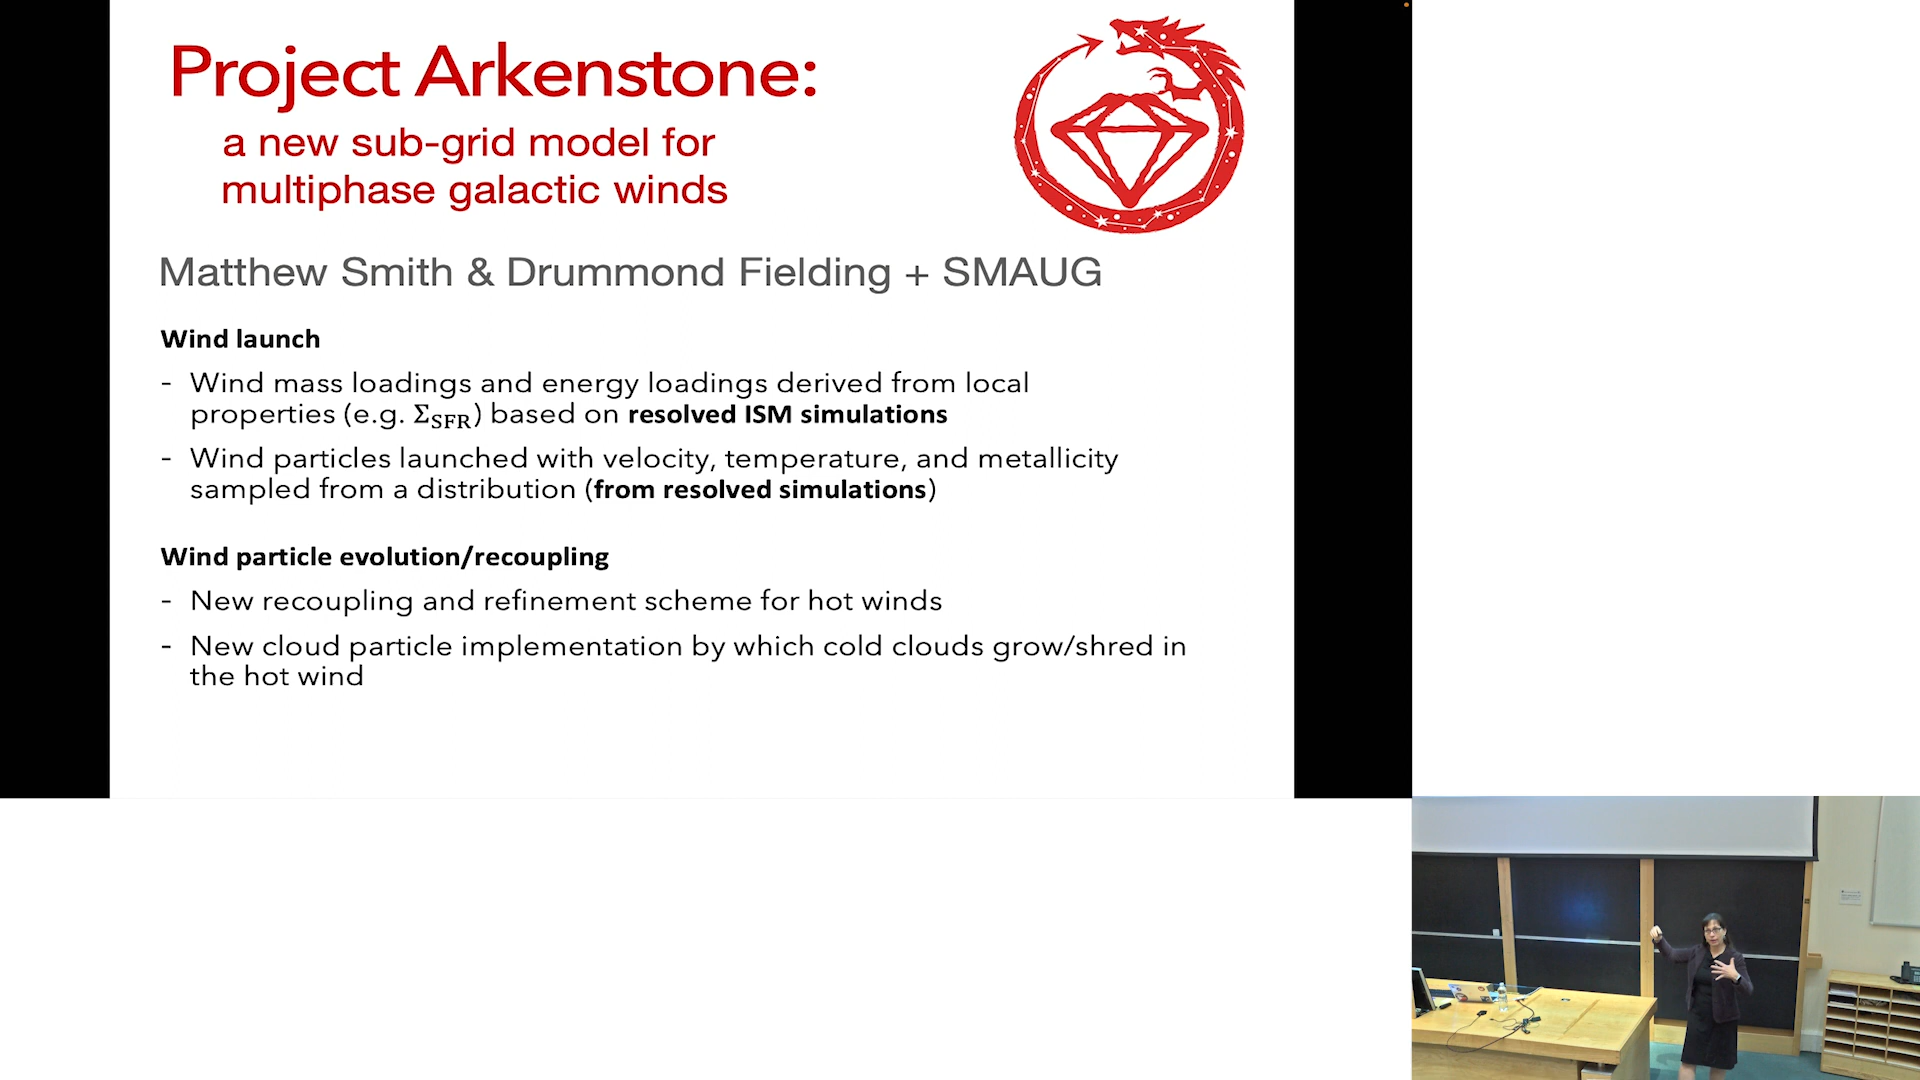 Project Arkenstone:
a new sub-grid model for
multiphase galactic winds
Matthew Smith & Drummond Fielding + SMAUG
Wind launch
- Wind mass loadings and energy loadings derived from local
properties (e.g. Σ_SFR) based on resolved ISM simulations
- Wind particles launched with velocity, temperature, and metallicity
sampled from a distribution (from resolved simulations)
Wind particle evolution/recoupling
- New recoupling and refinement scheme for hot winds
- New cloud particle implementation by which cold clouds grow/shred in
the hot wind